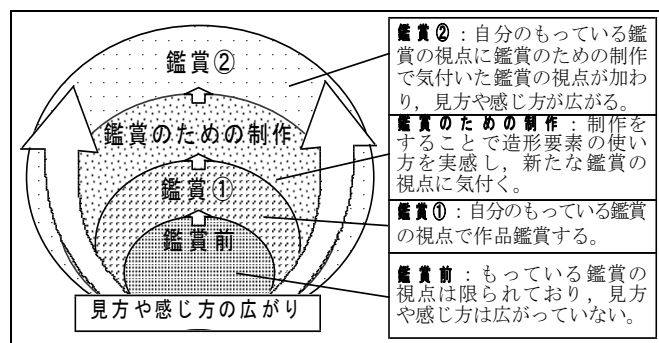 鑑賞②
鑑賞のための制作
鑑賞①
鑑賞前
見方や感じ方の広がり
鑑賞②：自分のもっている鑑
賞の視点に鑑賞のための制作
で気付いた鑑賞の視点が加わ
り，見方や感じ方が広がる。
鑑賞のための制作：制作を
することで造形要素の使い
方を実感し，新たな鑑賞の
視点に気付く。
鑑賞①：自分のもっている鑑賞
の視点で作品鑑賞する。
鑑賞前：もっている鑑賞の
視点は限られており，見方
や感じ方は広がっていない。